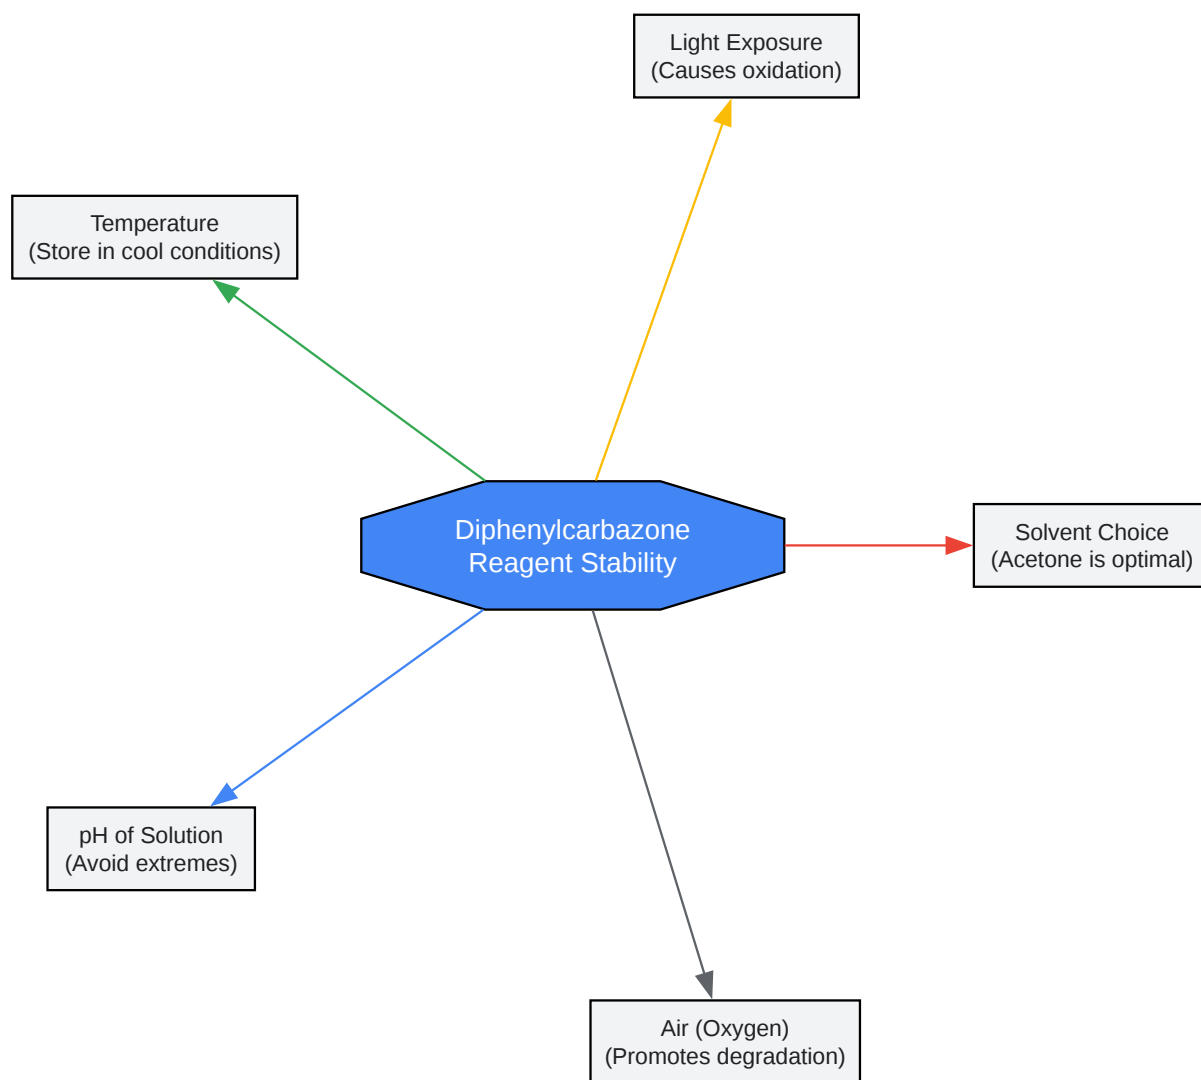 Light Exposure
(Causes oxidation)
Temperature
(Store in cool conditions)
Diphenylcarbazone
Reagent Stability
Solvent Choice
(Acetone is optimal)
pH of Solution
(Avoid extremes)
Air (Oxygen)
(Promotes degradation)